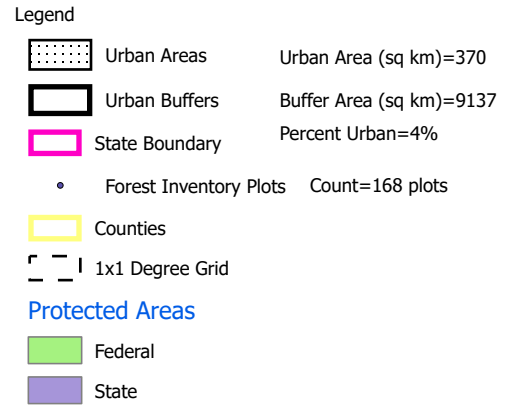 Legend
Urban Areas Urban Area (sq km)=370
Urban Buffers Buffer Area (sq km)=9137
State Boundary Percent Urban=4%
Forest Inventory Plots Count=168 plots
Counties
1x1 Degree Grid
Protected Areas
Federal
State